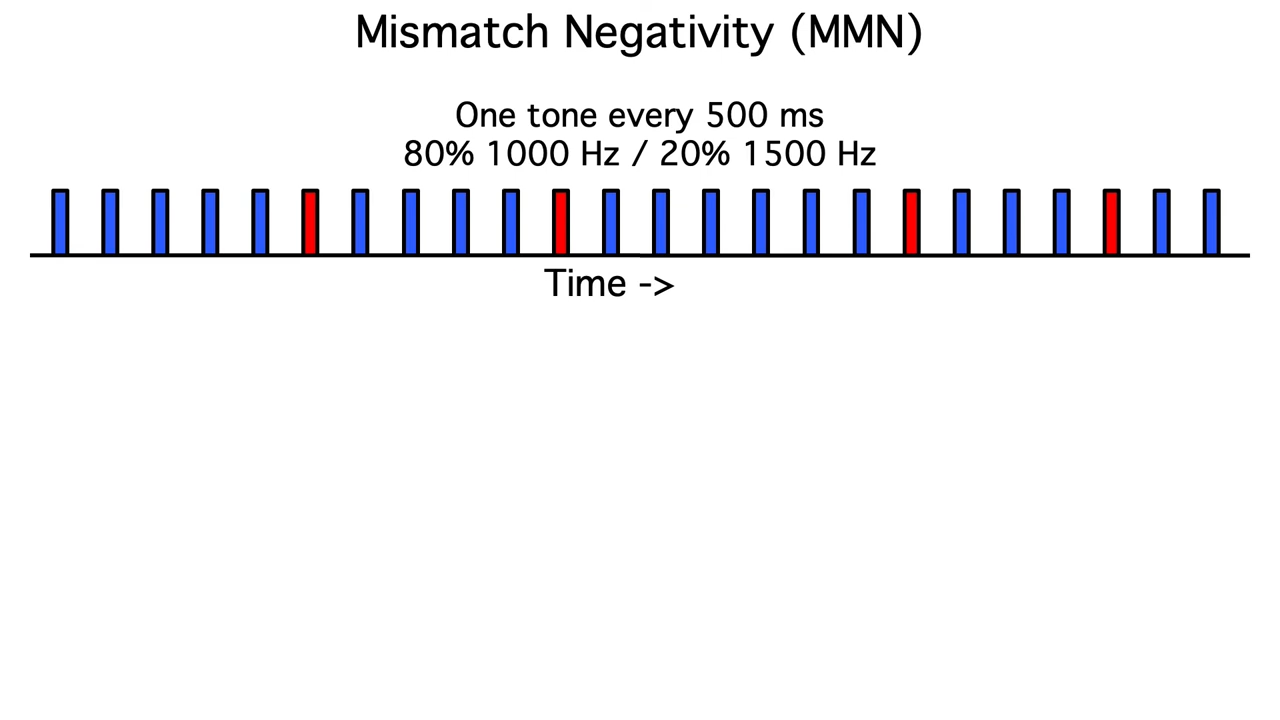 Mismatch Negativity (MMN)
One tone every 500 ms
80% 1000 Hz / 20% 1500 Hz
Time ->